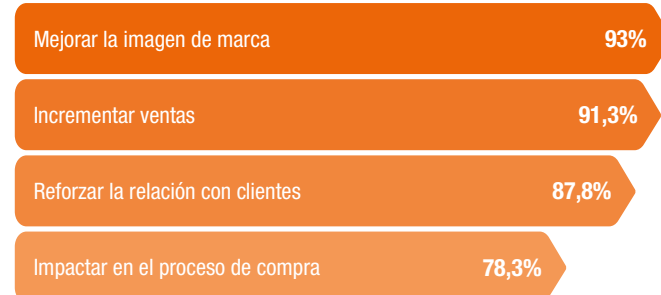 Mejorar la imagen de marca 93%
Incrementar ventas 91,3%
Reforzar la relación con clientes 87,8%
Impactar en el proceso de compra 78,3%